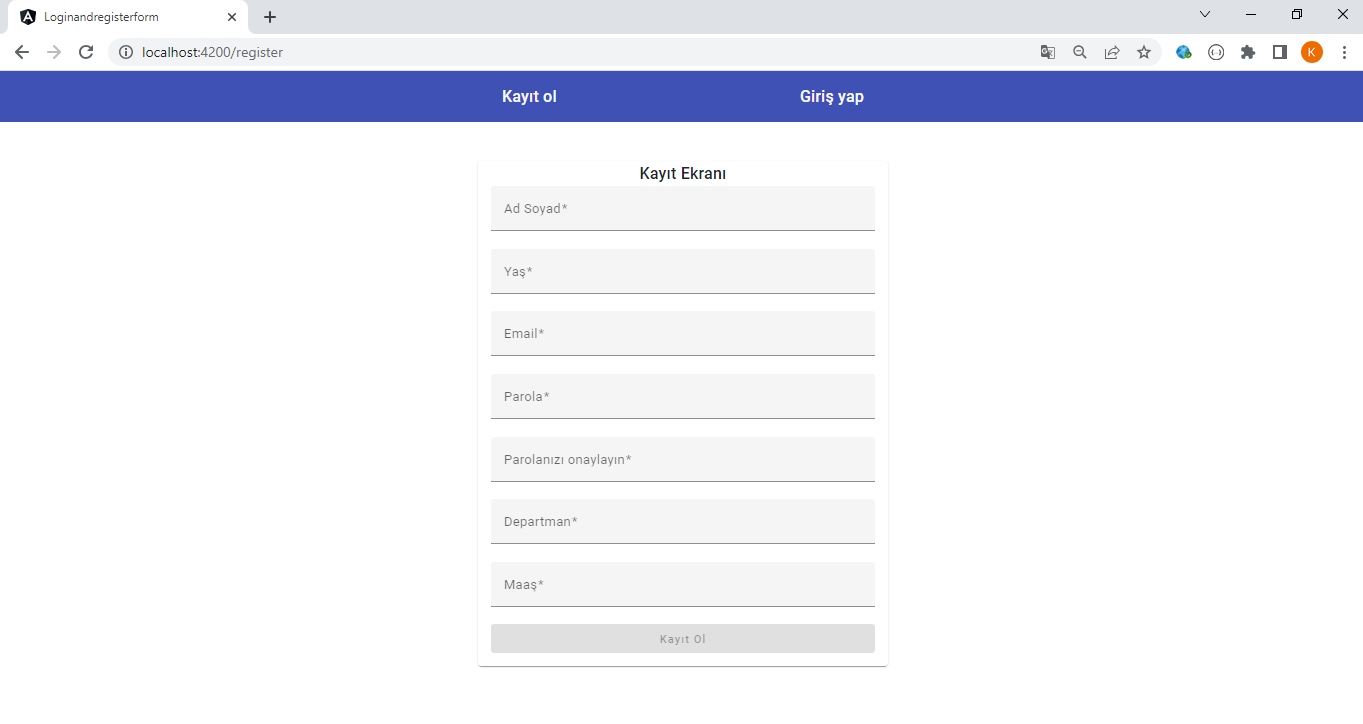 Loginandregisterform
localhost:4200/register
K
Kayıt ol
Giriş yap
Kayıt Ekranı
Ad Soyad*
Yaş*
Email*
Parola*
Parolanızı onaylayın*
Departman*
Maaş*
Kayıt Ol